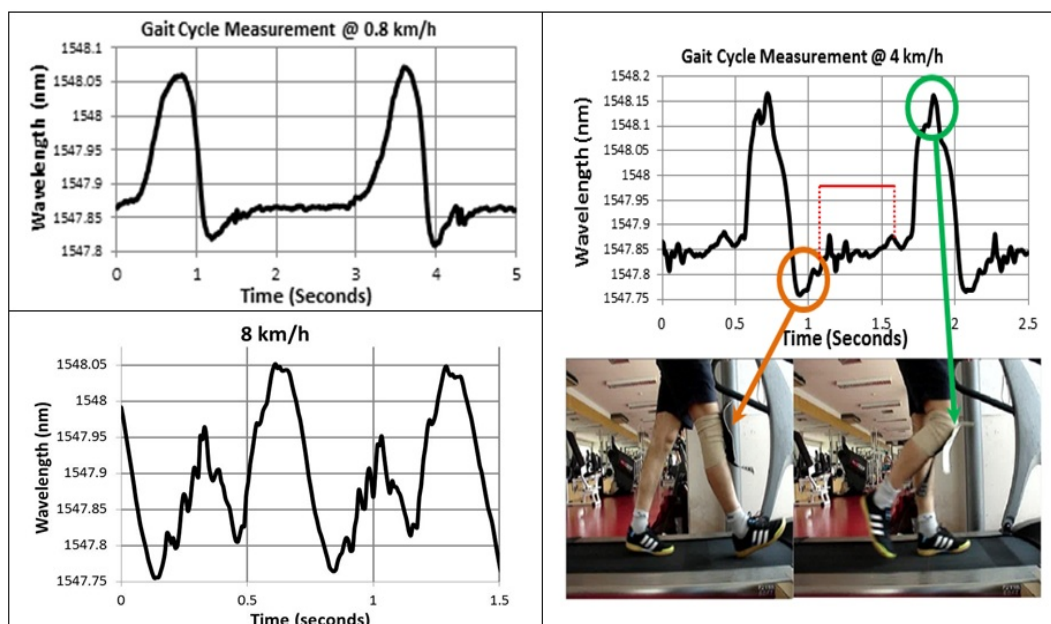 Gait Cycle Measurement @ 0.8 km/h
Wavelength (nm)
1548.1
1548.05
1548
1547.95
1547.9
1547.85
1547.8
0 1 2 3 4 5
Time (Seconds)
8 km/h
Wavelength (nm)
1548.05
1548
1547.95
1547.9
1547.85
1547.8
1547.75
0 0.5 1 1.5
Time (seconds)
Gait Cycle Measurement @ 4 km/h
Wavelength (nm)
1548.2
1548.15
1548.1
1548.05
1548
1547.95
1547.9
1547.85
1547.8
1547.75
0 0.5 1 1.5 2 2.5
Time (Seconds)